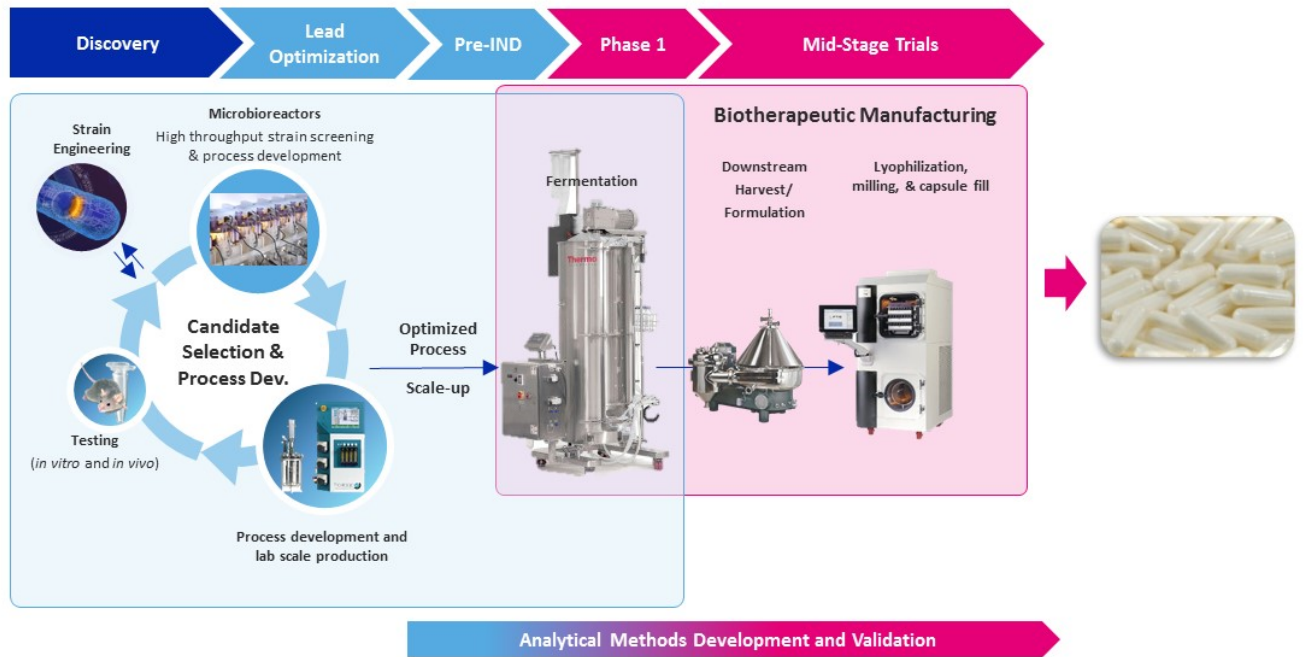 Discovery
Lead
Optimization
Pre-IND
Phase 1
Mid-Stage Trials
Strain
Engineering
Microbioreactors
High throughput strain screening
& process development
Candidate
Selection &
Process Dev.
Testing
(in vitro and in vivo)
Process development and
lab scale production
Optimized
Process
Scale-up
Biotherapeutic Manufacturing
Fermentation
Thermo
Downstream
Harvest/
Formulation
Lyophilization,
milling, & capsule fill
Analytical Methods Development and Validation